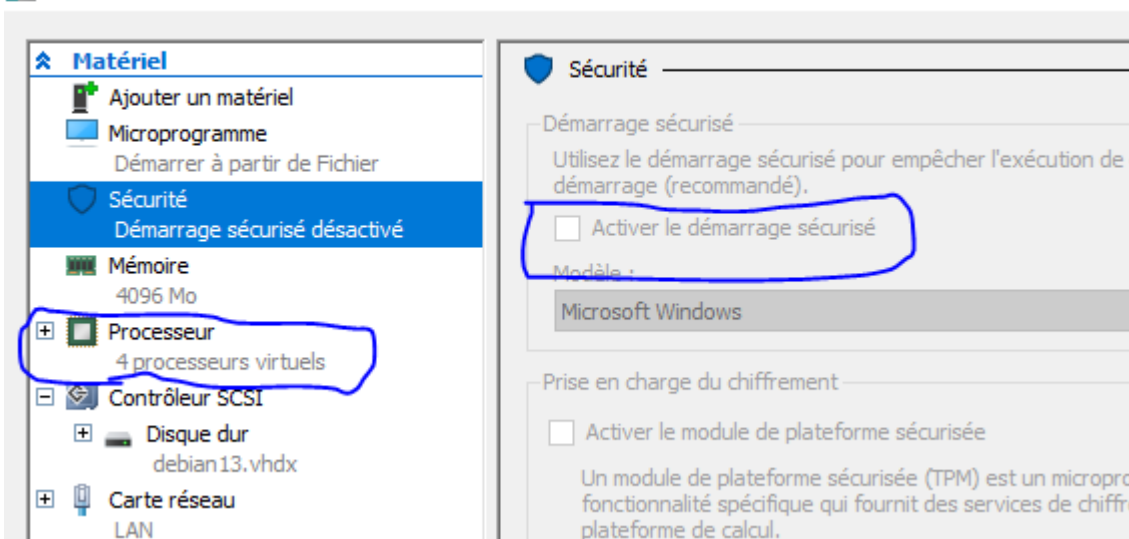 Matériel
Ajouter un matériel
Microprogramme
Démarrer à partir de Fichier
Sécurité
Démarrage sécurisé désactivé
Mémoire
4096 Mo
Processeur
4 processeurs virtuels
Contrôleur SCSI
Disque dur
debian13.vhdx
Carte réseau
LAN
Sécurité
Démarrage sécurisé
Utilisez le démarrage sécurisé pour empêcher l'exécution de
démarrage (recommandé).
Activer le démarrage sécurisé
Modèle :
Microsoft Windows
Prise en charge du chiffrement
Activer le module de plateforme sécurisée
Un module de plateforme sécurisée (TPM) est un micropro
fonctionnalité spécifique qui fournit des services de chiffr
plateforme de calcul.